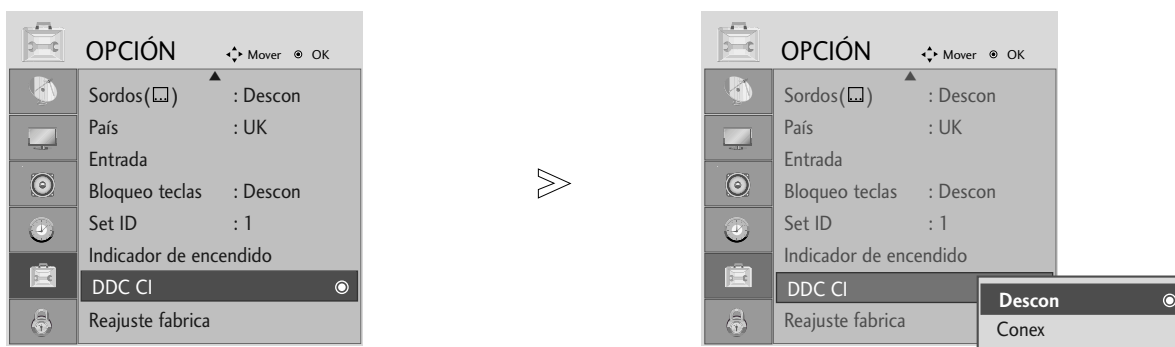 OPCIÓN Mover OK
Sordos( ) : Descon
País : UK
Entrada
Bloqueo teclas : Descon
Set ID : 1
Indicador de encendido
DDC CI
Reajuste fabrica
OPCIÓN Mover OK
Sordos( ) : Descon
País : UK
Entrada
Bloqueo teclas : Descon
Set ID : 1
Indicador de encendido
DDC CI
Reajuste fabrica
Descon
Conex